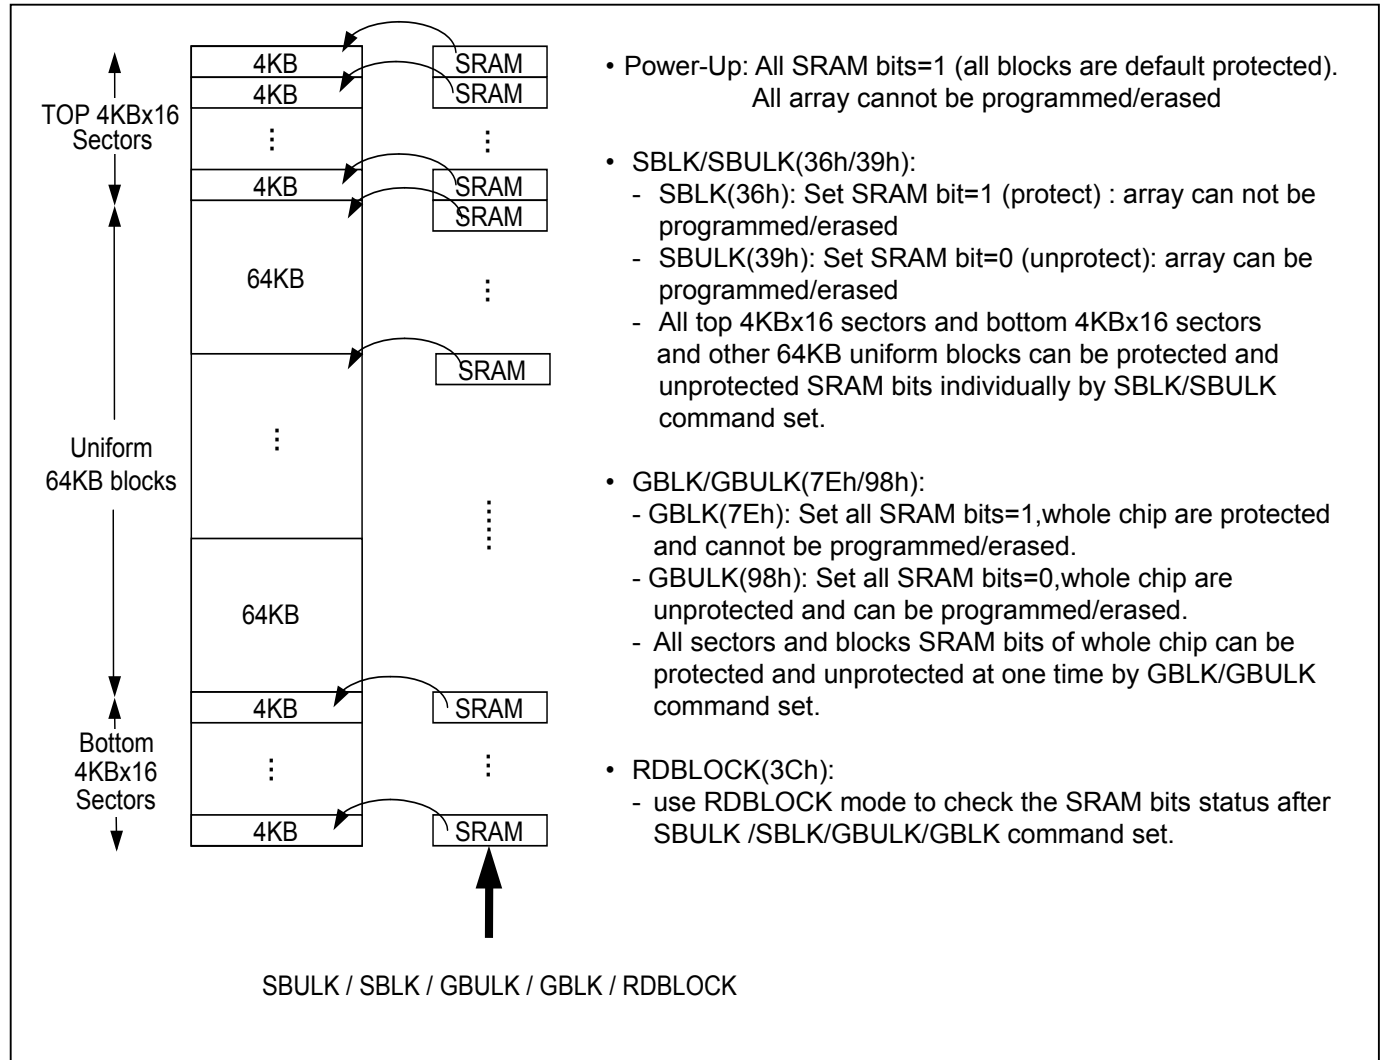 4KB
4KB
⋮
4KB
64KB
⋮
64KB
4KB
⋮
4KB
TOP 4KBx16
Sectors
Uniform
64KB blocks
Bottom
4KBx16
Sectors
SRAM
SRAM
⋮
SRAM
SRAM
⋮
SRAM
SRAM
⋮
SRAM
SBULK / SBLK / GBULK / GBLK / RDBLOCK
• Power-Up: All SRAM bits=1 (all blocks are default protected).
All array cannot be programmed/erased
• SBLK/SBULK(36h/39h):
- SBLK(36h): Set SRAM bit=1 (protect) : array can not be
programmed/erased
- SBULK(39h): Set SRAM bit=0 (unprotect): array can be
programmed/erased
- All top 4KBx16 sectors and bottom 4KBx16 sectors
and other 64KB uniform blocks can be protected and
unprotected SRAM bits individually by SBLK/SBULK
command set.
• GBLK/GBULK(7Eh/98h):
- GBLK(7Eh): Set all SRAM bits=1,whole chip are protected
and cannot be programmed/erased.
- GBULK(98h): Set all SRAM bits=0,whole chip are
unprotected and can be programmed/erased.
- All sectors and blocks SRAM bits of whole chip can be
protected and unprotected at one time by GBLK/GBULK
command set.
• RDBLOCK(3Ch):
- use RDBLOCK mode to check the SRAM bits status after
SBULK /SBLK/GBULK/GBLK command set.